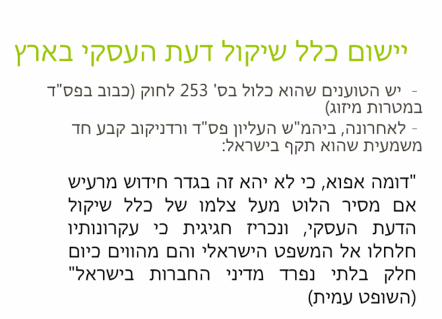 יישום כלל שיקול דעת העסקי בארץ
- יש הטוענים שהוא כלול בס' 253 לחוק (כבוב בפס"ד
במטרות מיזוג)
- לאחרונה, ביהמ"ש העליון פס"ד ורדניקוב קבע חד
משמעית שהוא תקף בישראל:
"דומה אפוא, כי לא יהא זה בגדר חידוש מרעיש
אם מסיר הלוט מעל צלמו של כלל שיקול
הדעת העסקי, ונכריז חגיגית כי עקרונותיו
חלחלו אל המשפט הישראלי והם מהווים כיום
חלק בלתי נפרד מדיני החברות בישראל"
(השופט עמית)